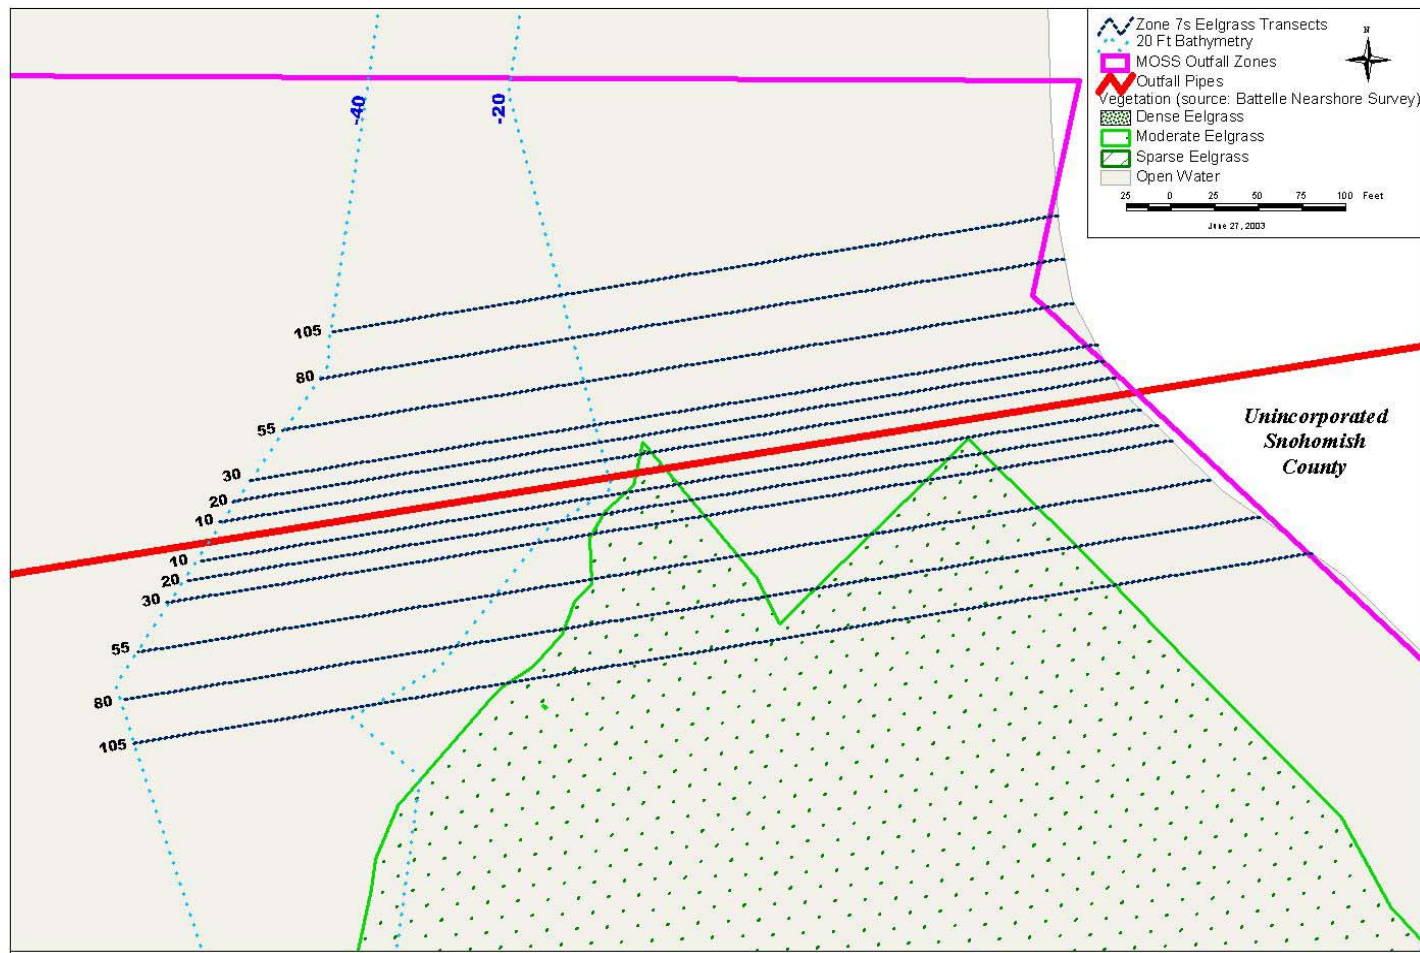 N
Zone 7s Eelgrass Transects
20 Ft Bathymetry
MOSS Outfall Zones
Outfall Pipes
Vegetation (source: Battelle Nearshore Survey)
Dense Eelgrass
Moderate Eelgrass
Sparse Eelgrass
Open Water
25 0 25 50 75 100 Feet
June 27, 2003
-40
-20
105
80
55
30
20
10
10
20
30
55
80
105
Unincorporated
Snohomish
County